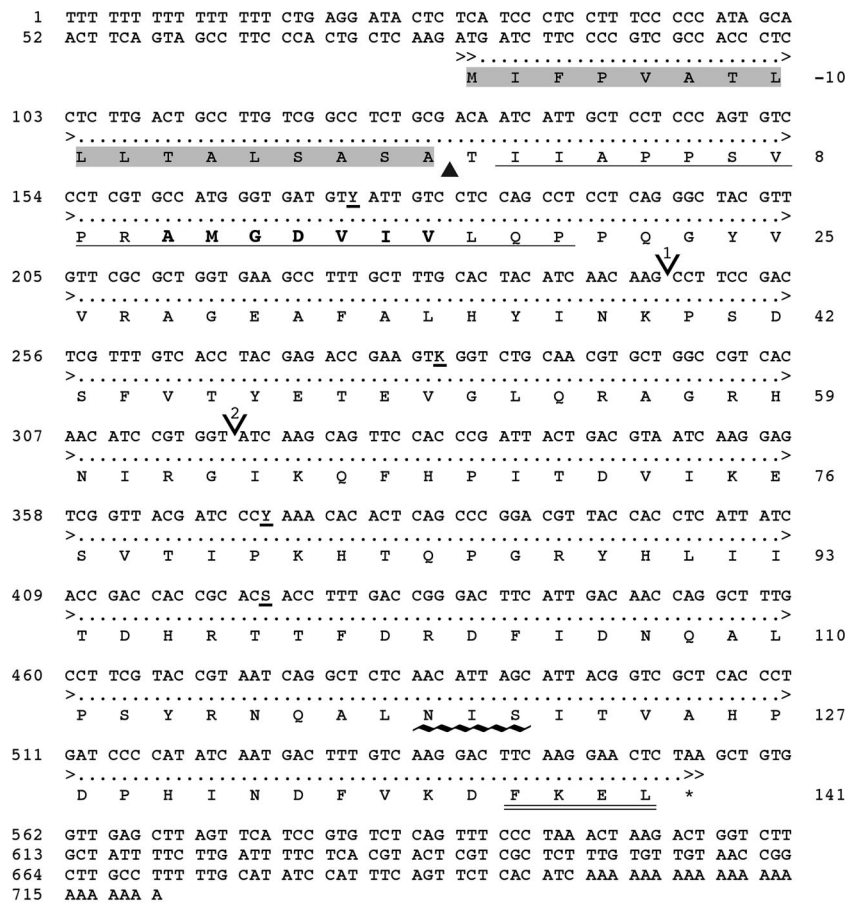 1 TTT TTT TTT TTT TTT CTG AGG ATA CTC TCA TCC CTC CTT TCC CCC ATA GCA
52 ACT TCA GTA GCC TTC CCA CTG CTC AAG ATG ATC TTC CCC GTC GCC ACC CTC
>>.......................>
M I F P V A T L -10
103 CTC TTG ACT GCC TTG TCG GCC TCT GCG ACA ATC ATT GCT CCT CCC AGT GTC
>....................................................>
L L T A L S A S A T I I A P P S V 8
154 CCT CGT GCC ATG GGT GAT GTY ATT GTC CTC CAG CCT CCT CAG GGC TAC GTT
>....................................................>
P R A M G D V I V L Q P P Q G Y V 25
205 GTT CGC GCT GGT GAA GCC TTT GCT TTG CAC TAC ATC AAC AAG CCT TCC GAC
1
>....................................................>
V R A G E A F A L H Y I N K P S D 42
256 TCG TTT GTC ACC TAC GAG ACC GAA GTK GGT CTG CAA CGT GCT GGC CGT CAC
>....................................................>
S F V T Y E T E V G L Q R A G R H 59
2
307 AAC ATC CGT GGT ATC AAG CAG TTC CAC CCG ATT ACT GAC GTA ATC AAG GAG
>....................................................>
N I R G I K Q F H P I T D V I K E 76
358 TCG GTT ACG ATC CCY AAA CAC ACT CAG CCC GGA CGT TAC CAC CTC ATT ATC
>....................................................>
S V T I P K H T Q P G R Y H L I I 93
409 ACC GAC CAC CGC ACS ACC TTT GAC CGG GAC TTC ATT GAC AAC CAG GCT TTG
>....................................................>
T D H R T T F D R D F I D N Q A L 110
460 CCT TCG TAC CGT AAT CAG GCT CTC AAC ATT AGC ATT ACG GTC GCT CAC CCT
>....................................................>
P S Y R N Q A L N I S I T V A H P 127
511 GAT CCC CAT ATC AAT GAC TTT GTC AAG GAC TTC AAG GAA CTC TAA GCT GTG
>............................................>>
D P H I N D F V K D F K E L * 141
562 GTT GAG CTT AGT TCA TCC GTG TCT CAG TTT CCC TAA ACT AAG ACT GGT CTT
613 GCT ATT TTC TTG ATT TTC TCA CGT ACT CGT CGC TCT TTG TGT TGT AAC CGG
664 CTT GCC TTT TTG CAT ATC CAT TTC AGT TCT CAC ATC AAA AAA AAA AAA AAA
715 AAA AAA A